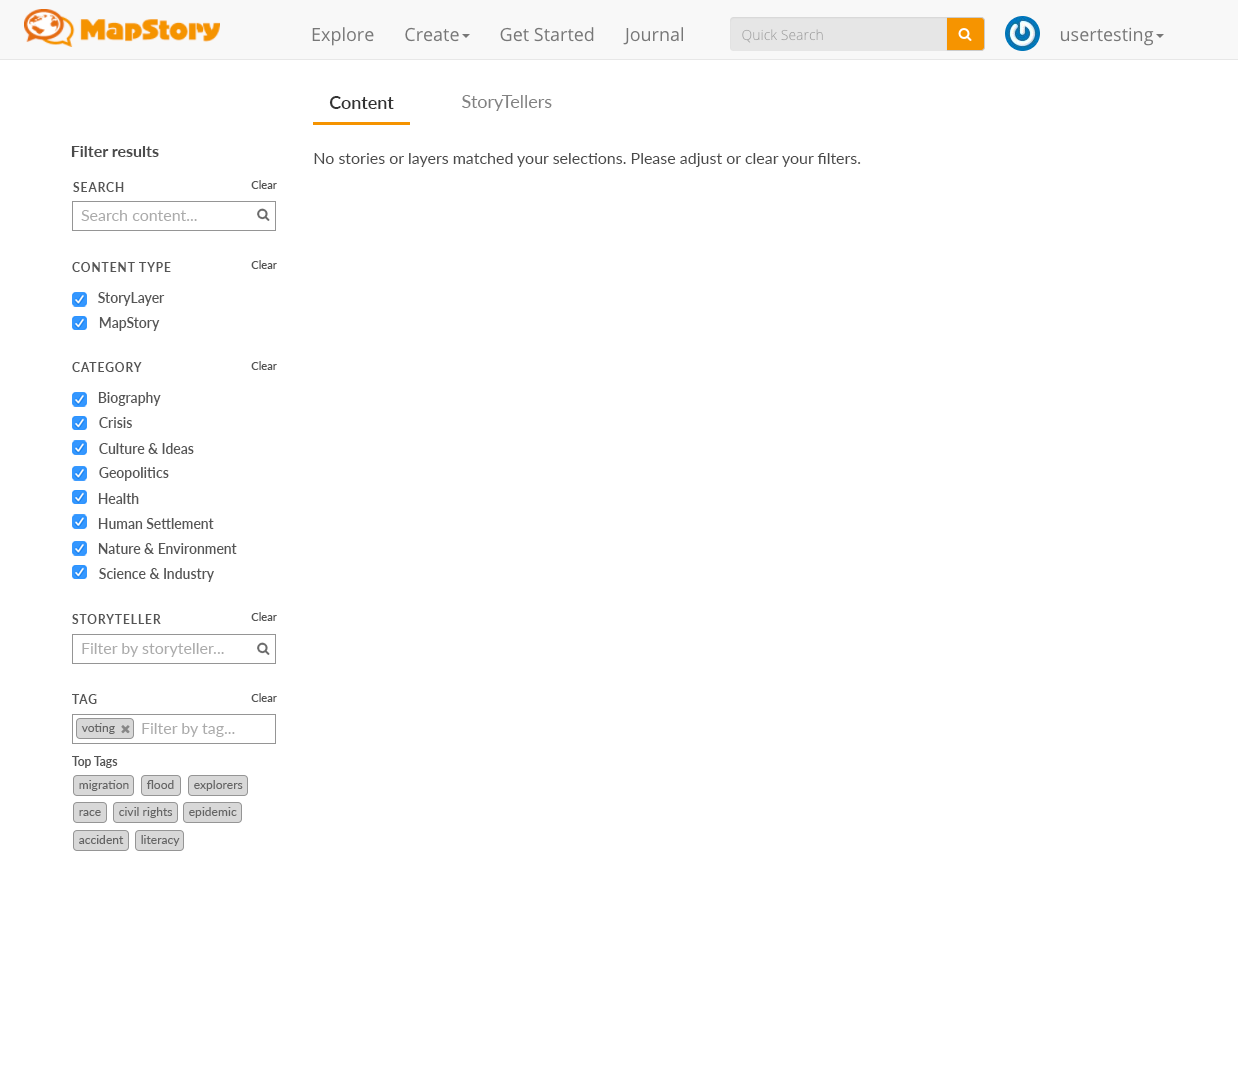 MapStory
Explore Create Get Started Journal Quick Search usertesting
Content StoryTellers
Filter results
No stories or layers matched your selections. Please adjust or clear your filters.
SEARCH Clear
Search content...
CONTENT TYPE Clear
StoryLayer
MapStory
CATEGORY Clear
Biography
Crisis
Culture & Ideas
Geopolitics
Health
Human Settlement
Nature & Environment
Science & Industry
STORYTELLER Clear
Filter by storyteller...
TAG Clear
voting Filter by tag...
Top Tags
migration flood explorers
race civil rights epidemic
accident literacy